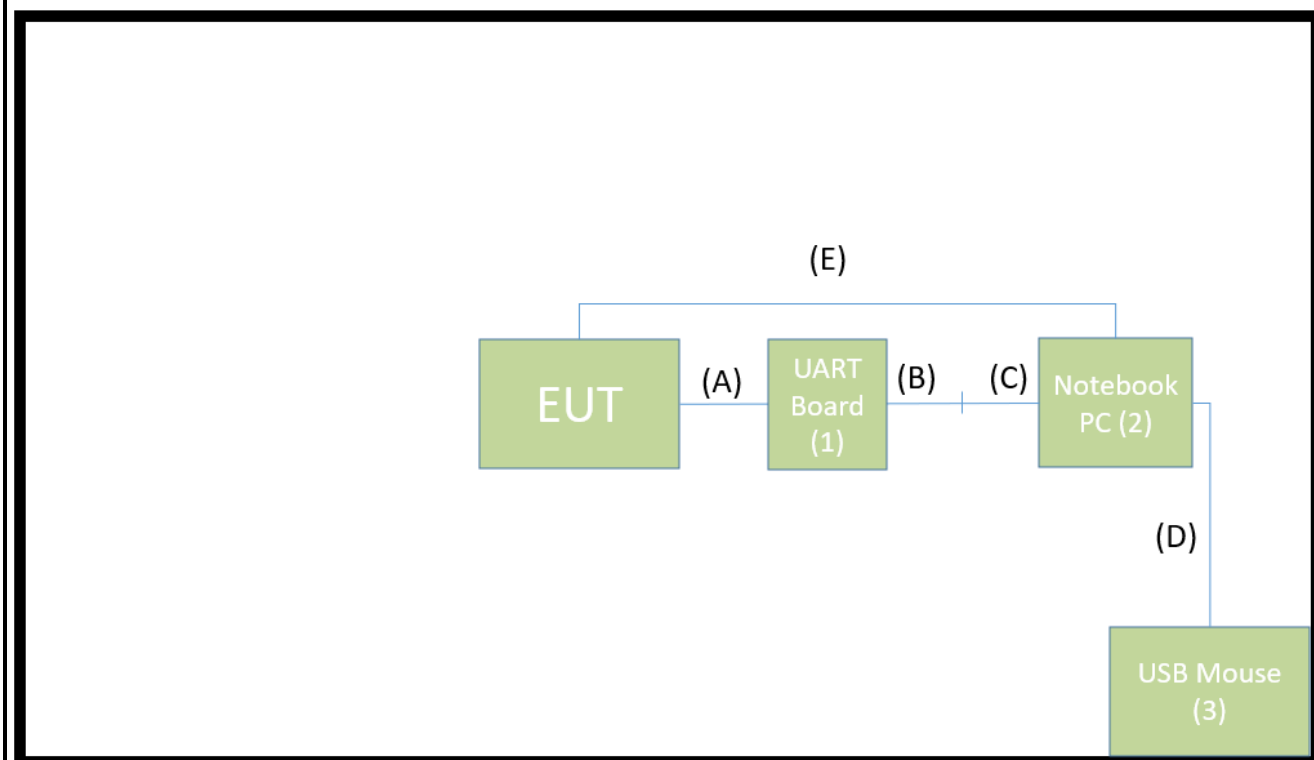 (E)
EUT
(A)
UART
Board
(1)
(B)
(C)
Notebook
PC (2)
(D)
USB Mouse
(3)